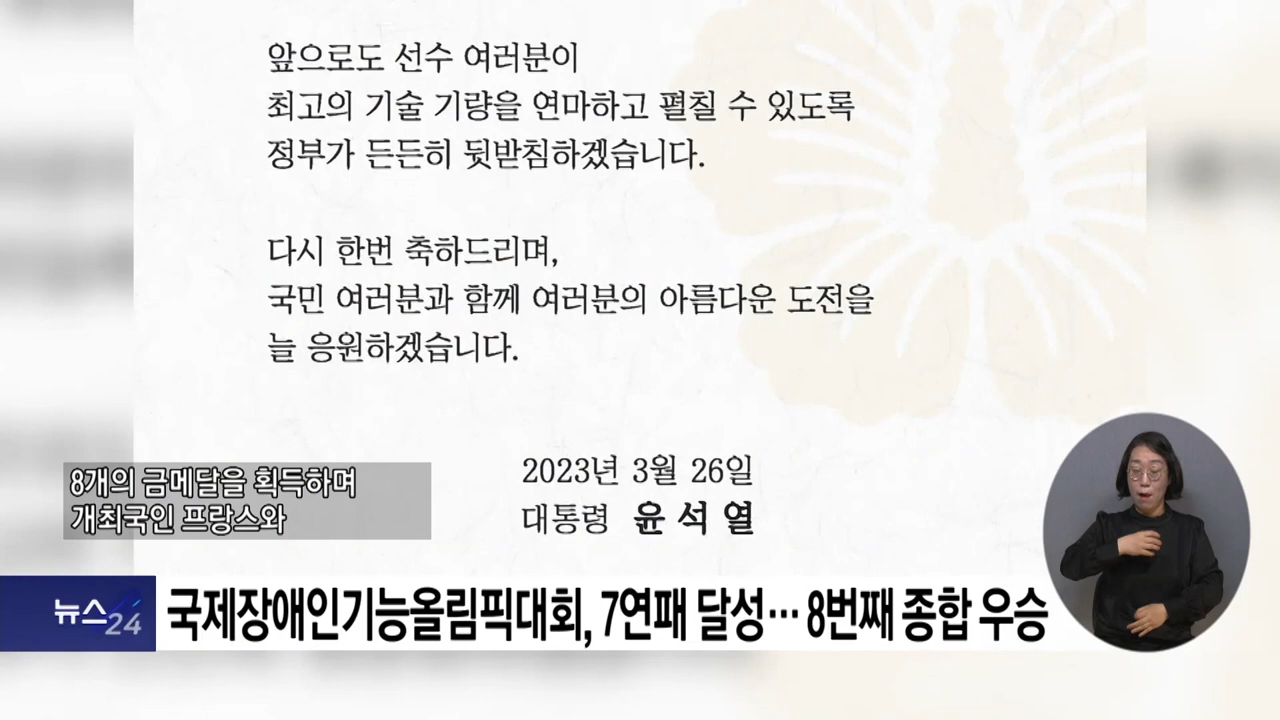 앞으로도 선수 여러분이
최고의 기술 기량을 연마하고 펼칠 수 있도록
정부가 든든히 뒷받침하겠습니다.
다시 한번 축하드리며,
국민 여러분과 함께 여러분의 아름다운 도전을
늘 응원하겠습니다.
2023년 3월 26일
대통령 윤석열
8개의 금메달을 획득하며
개최국인 프랑스와
뉴스24
국제장애인기능올림픽대회, 7연패 달성… 8번째 종합 우승